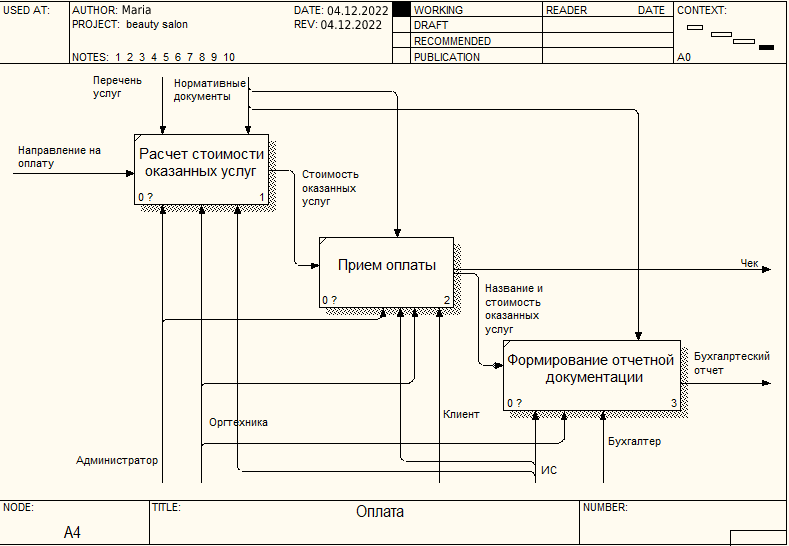 USED AT:
AUTHOR: Maria
DATE: 04.12.2022
WORKING
READER
DATE
CONTEXT:
PROJECT: beauty salon
REV: 04.12.2022
DRAFT
RECOMMENDED
NOTES: 1 2 3 4 5 6 7 8 9 10
PUBLICATION
A0
Перечень
услуг
Нормативные
документы
Направление на
оплату
Расчет стоимости
оказанных услуг
0 ?
1
Стоимость
оказанных
услуг
Прием оплаты
0 ?
2
Чек
Название и
стоимость
оказанных
услуг
Формирование отчетной
документации
0 ?
3
Бухгалртеский
отчет
Клиент
Оргтехника
Бухгалтер
Администратор
ИС
NODE:
TITLE:
NUMBER:
A4
Оплата